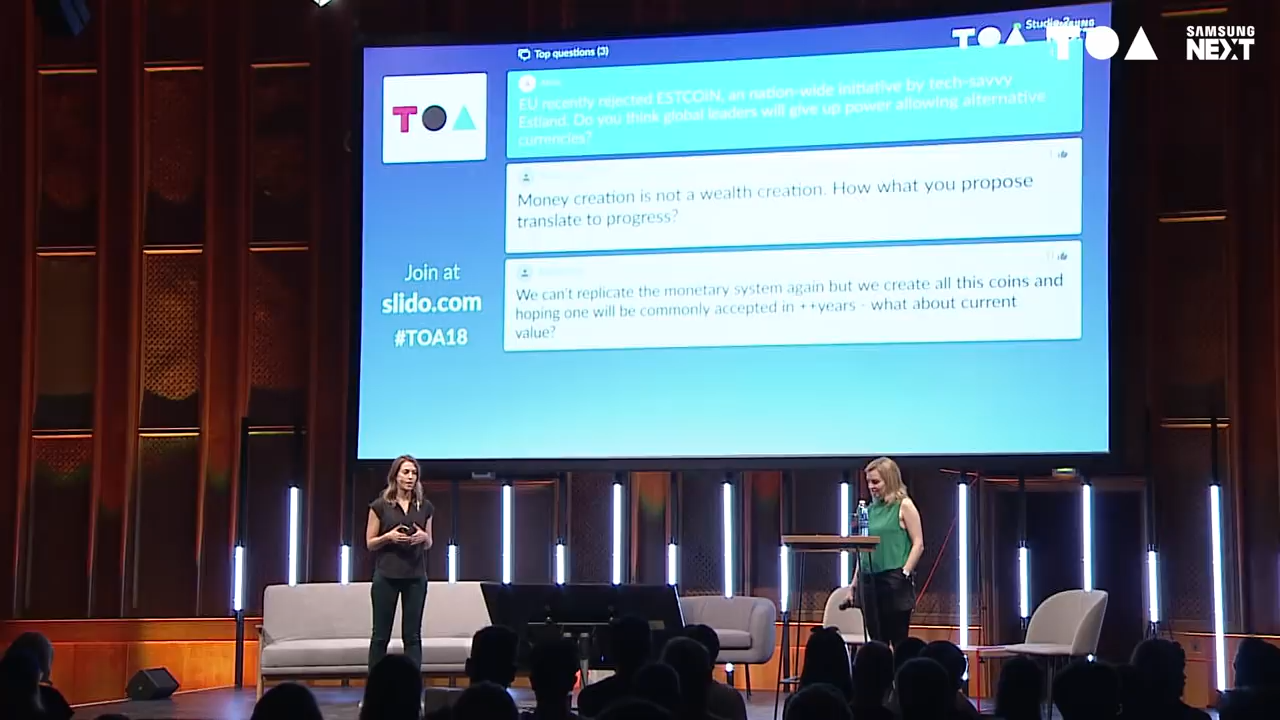 Top questions (3)
TOA
EU recently rejected ESTCOIN, an nation-wide initiative by tech-savvy
Estland. Do you think global leaders will give up power allowing alternative
currencies?
Money creation is not a wealth creation. How what you propose
translate to progress?
We can't replicate the monetary system again but we create all this coins and
hoping one will be commonly accepted in ++years - what about current
value?
Join at
slido.com
#TOA18
TOA
TOA
SAMSUNG
NEXT